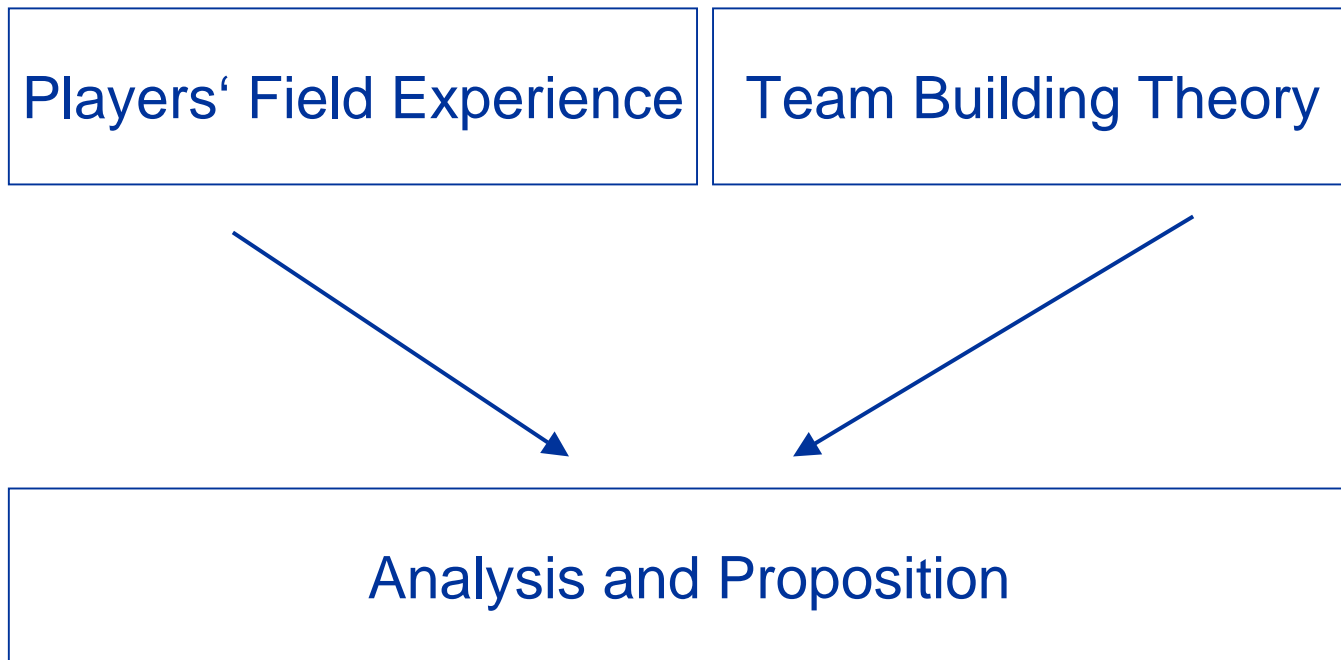 Players‘ Field Experience
Team Building Theory
Analysis and Proposition